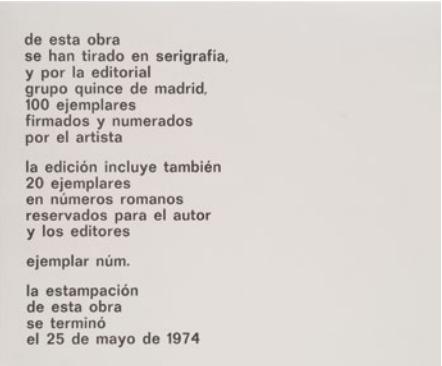 de esta obra
se han tirado en serigrafía,
y por la editorial
grupo quince de madrid,
100 ejemplares
firmados y numerados
por el artista
la edición incluye también
20 ejemplares
en números romanos
reservados para el autor
y los editores
ejemplar núm.
la estampación
de esta obra
se terminó
el 25 de mayo de 1974